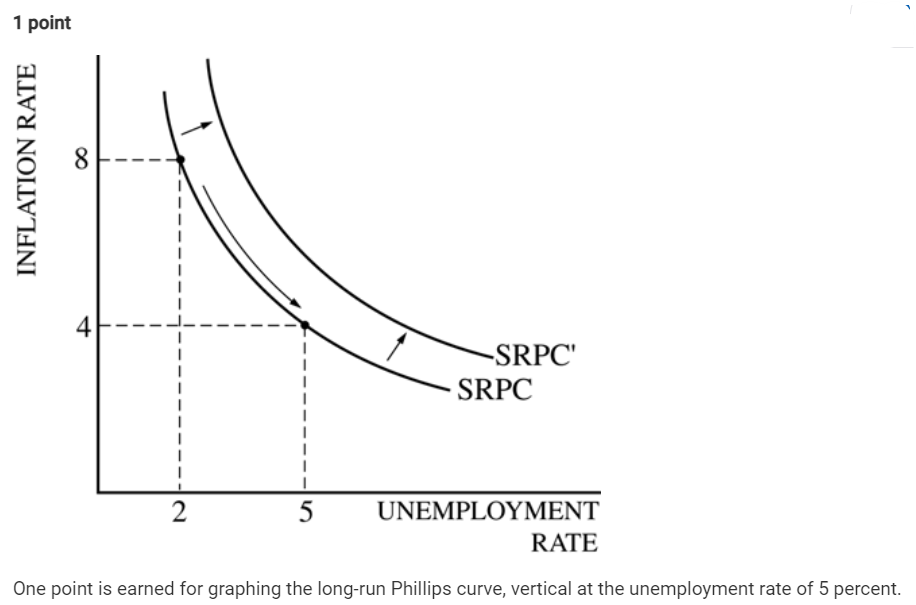 1 point
INFLATION RATE
8
4
SRPC'
SRPC
2
5
UNEMPLOYMENT
RATE
One point is earned for graphing the long-run Phillips curve, vertical at the unemployment rate of 5 percent.